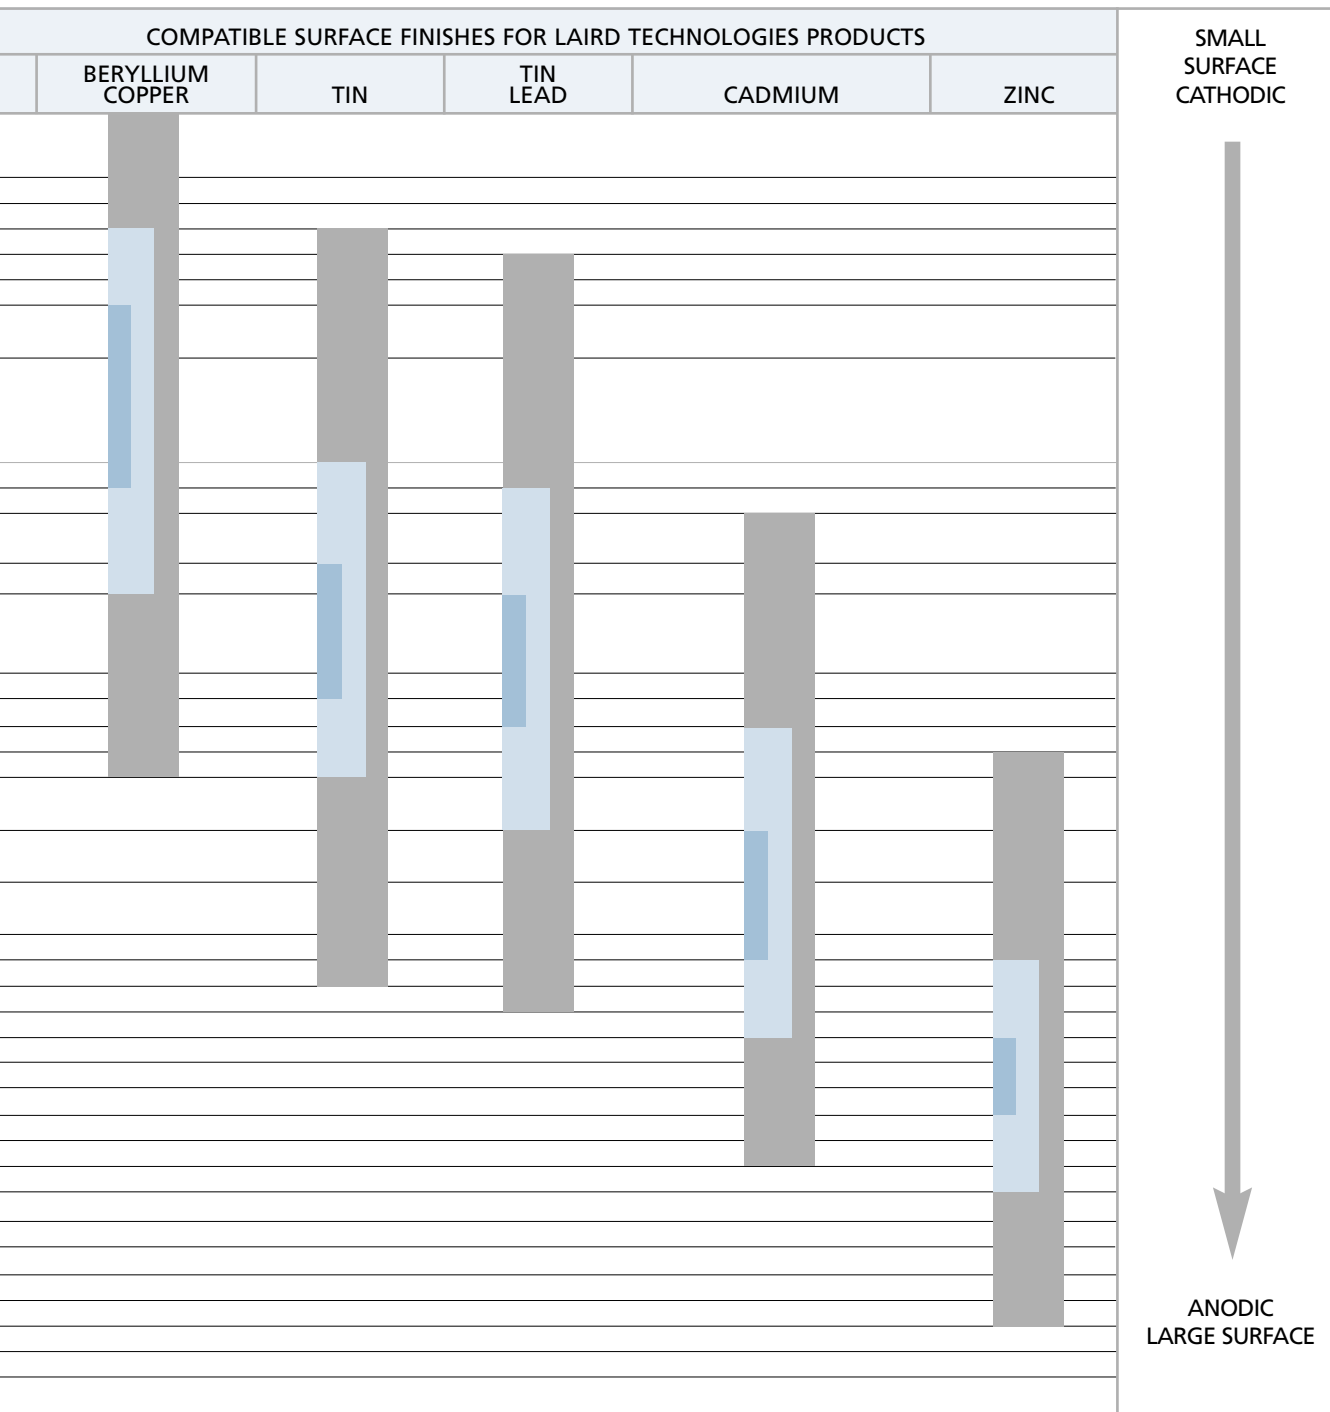 COMPATIBLE SURFACE FINISHES FOR LAIRD TECHNOLOGIES PRODUCTS
BERYLLIUM
COPPER
TIN
TIN
LEAD
CADMIUM
ZINC
SMALL
SURFACE
CATHODIC
ANODIC
LARGE SURFACE